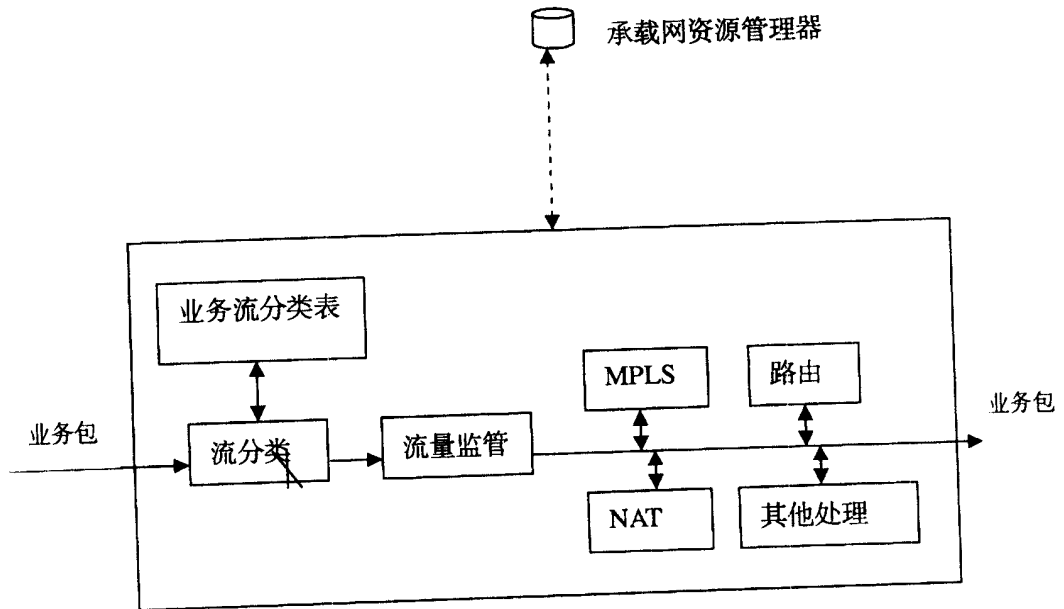 承载网资源管理器
业务流分类表
MPLS
路由
业务包
业务包
流分类
流量监管
NAT
其他处理